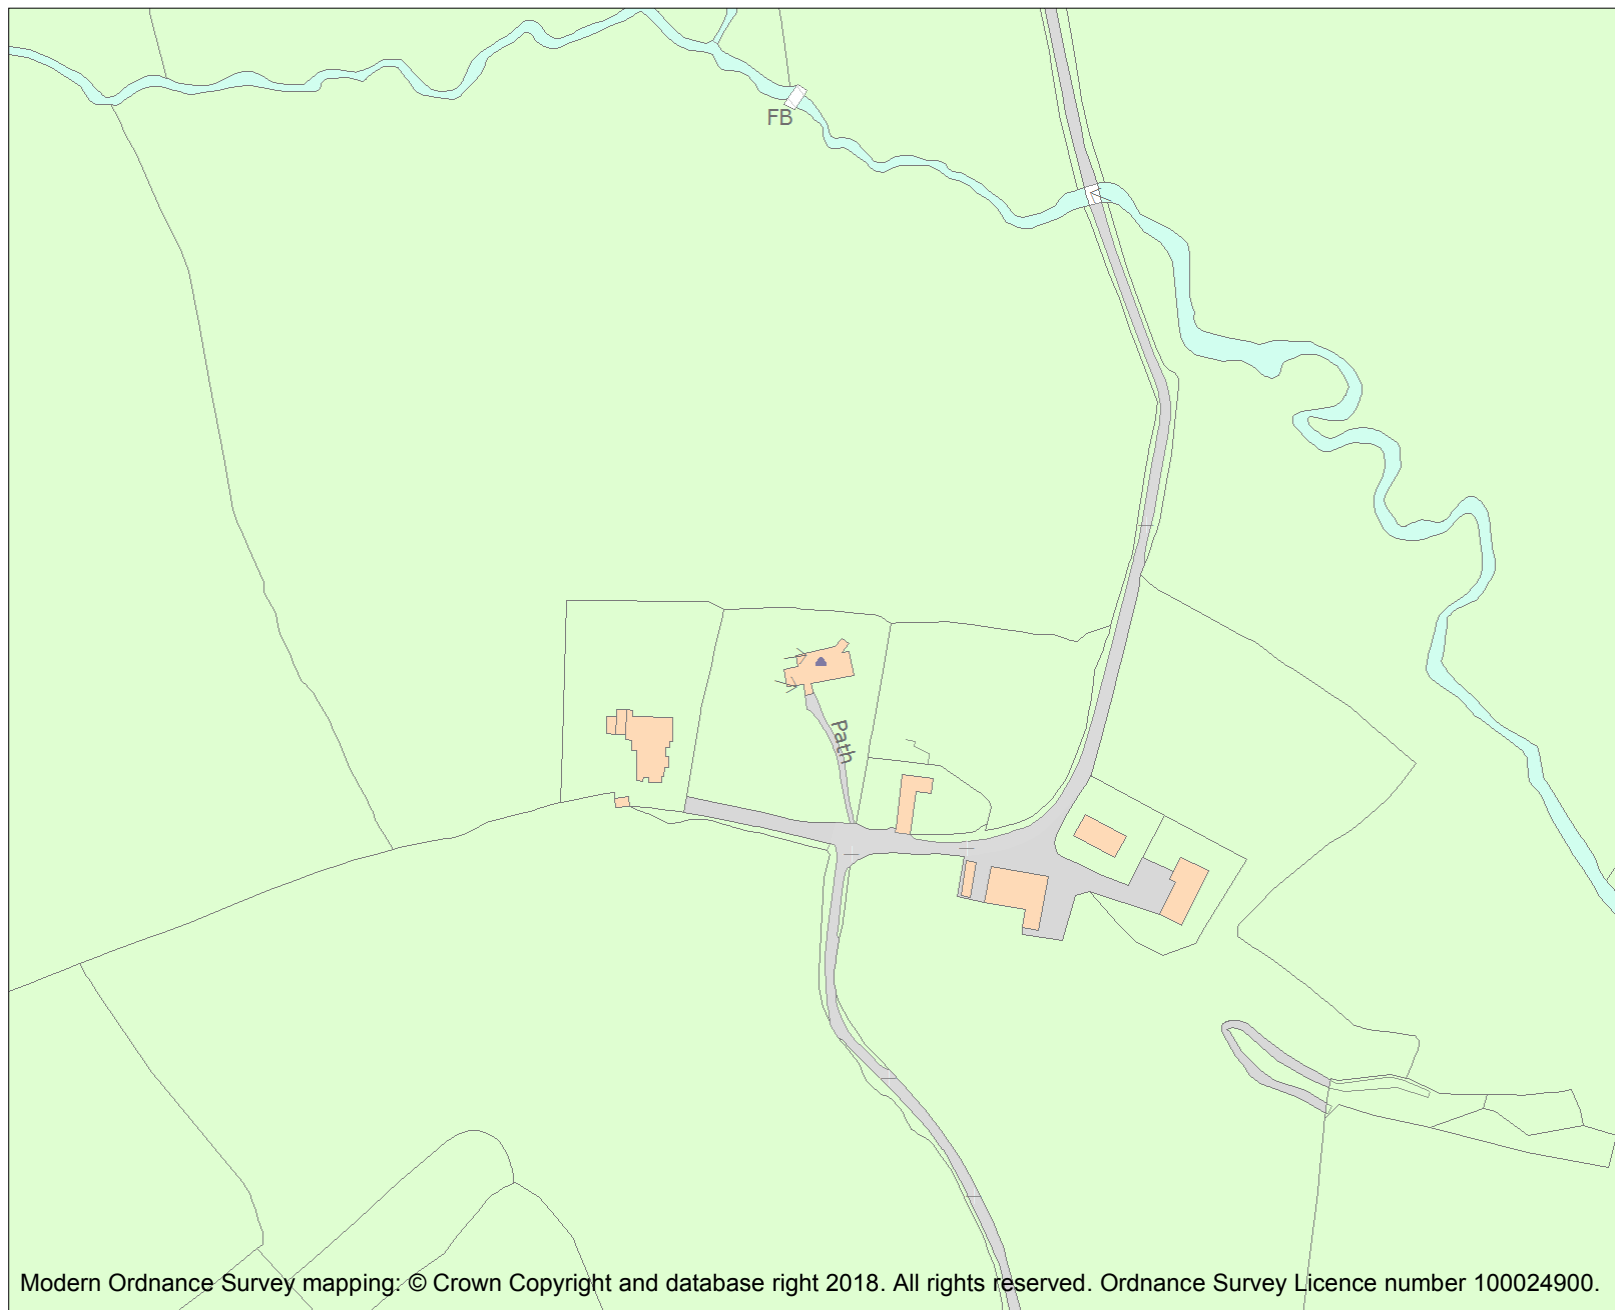 FB
Path
Modern Ordnance Survey mapping: © Crown Copyright and database right 2018. All rights reserved. Ordnance Survey Licence number 100024900.